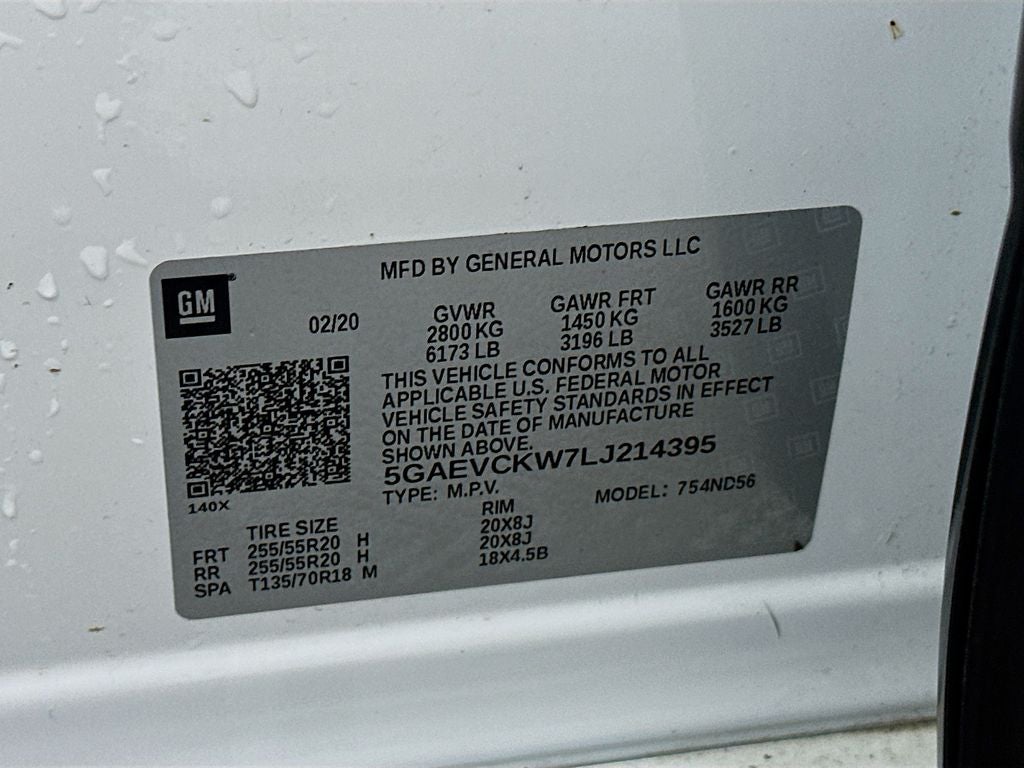 MFD BY GENERAL MOTORS LLC
GM
02/20
GVWR GAWR FRT GAWR RR
2800 KG 1450 KG 1600 KG
6173 LB 3196 LB 3527 LB
THIS VEHICLE CONFORMS TO ALL
APPLICABLE U.S. FEDERAL MOTOR
VEHICLE SAFETY STANDARDS IN EFFECT
ON THE DATE OF MANUFACTURE
SHOWN ABOVE.
5GAEVCKW7LJ214395
TYPE: M.P.V. MODEL: 754ND56
140X
TIRE SIZE RIM
FRT 255/55R20 H 20X8J
RR 255/55R20 H 20X8J
SPA T135/70R18 M 18X4.5B